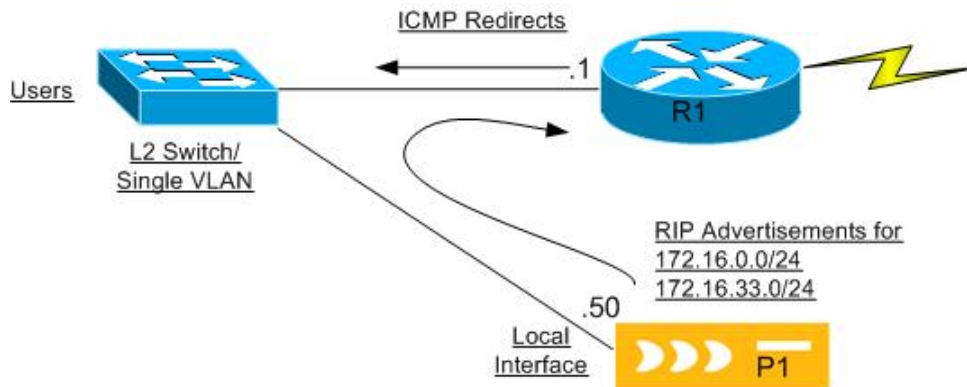 ICMP Redirects
.1
Users
R1
L2 Switch/
Single VLAN
RIP Advertisements for
172.16.0.0/24
172.16.33.0/24
.50
Local
Interface
P1